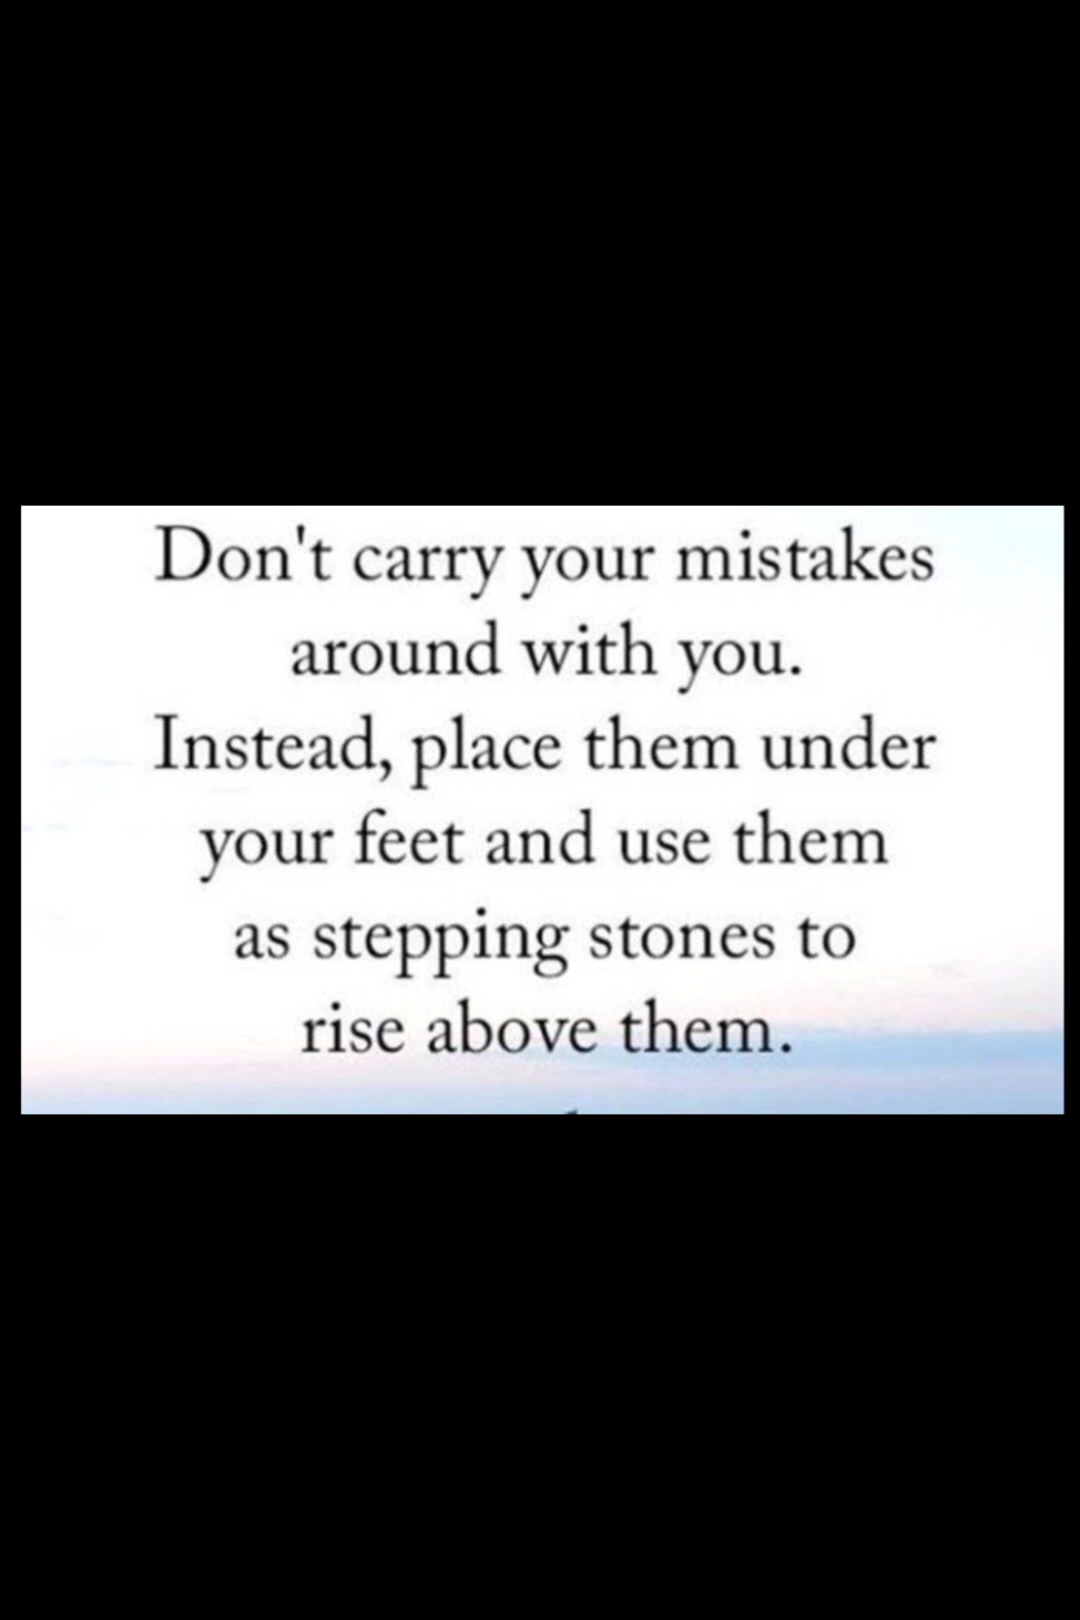 Don't carry your mistakes
around with you.
Instead, place them under
your feet and use them
as stepping stones to
rise above them.